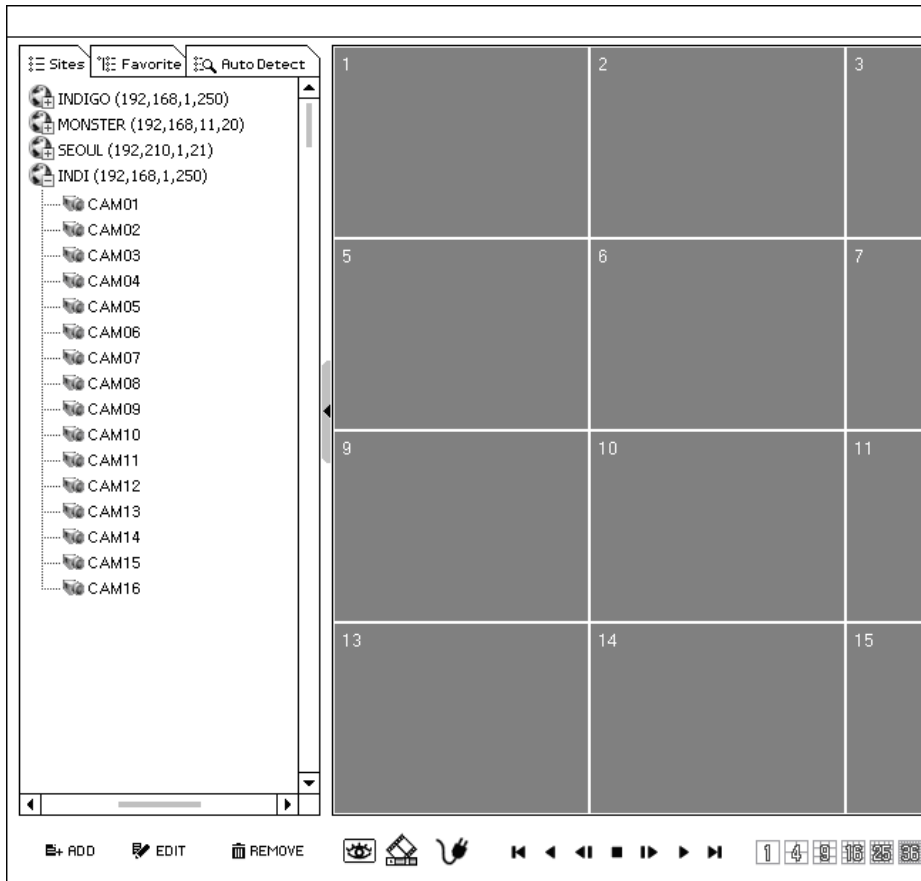 Sites Favorite Auto Detect
INDIGO (192,168,1,250)
MONSTER (192,168,11,20)
SEOUL (192,210,1,21)
INDI (192,168,1,250)
CAM01
CAM02
CAM03
CAM04
CAM05
CAM06
CAM07
CAM08
CAM09
CAM10
CAM11
CAM12
CAM13
CAM14
CAM15
CAM16
1 2 3
5 6 7
9 10 11
13 14 15
ADD EDIT REMOVE
1 4 9 16 25 36